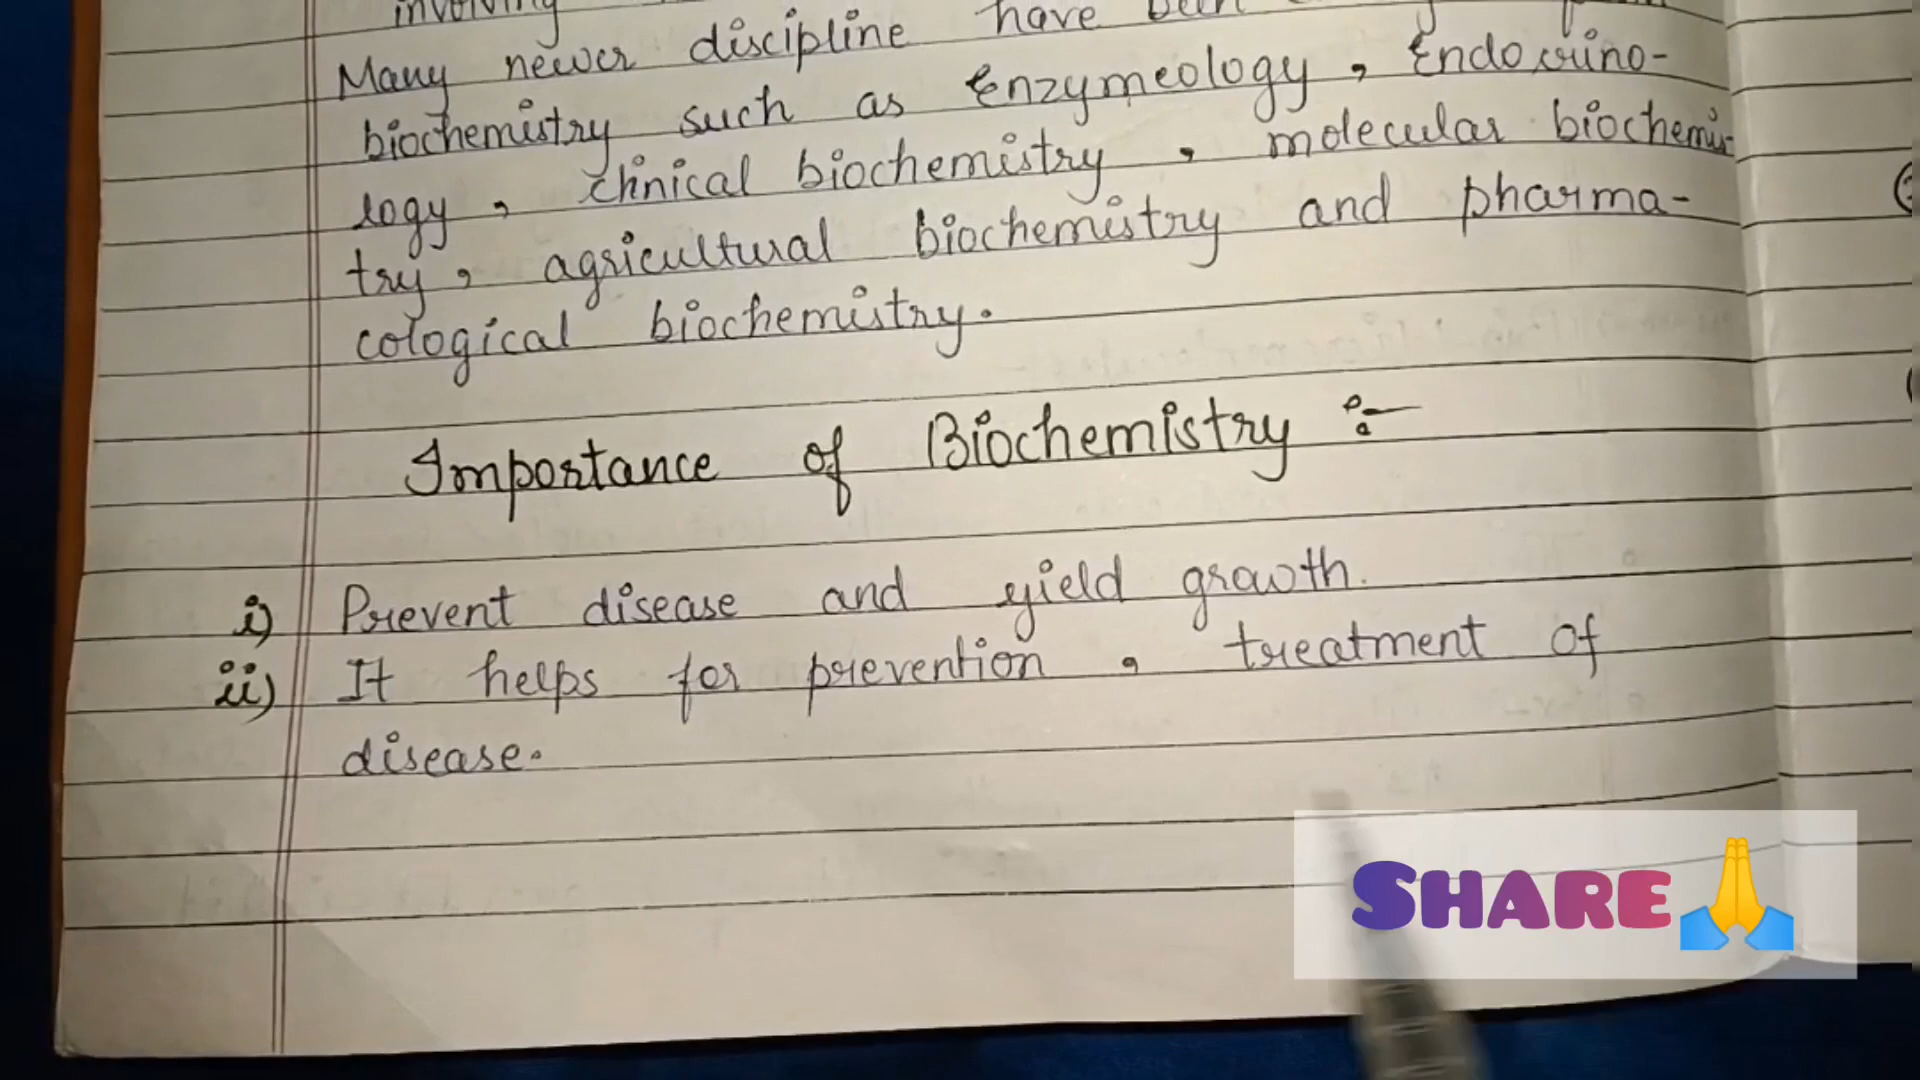 involving
Many newer discipline have been
biochemistry such as Enzymeology, Endocrino-
logy, clinical biochemistry, molecular biochemis-
try, agricultural biochemistry and pharma-
cological biochemistry.
Importance of Biochemistry :-
i) Prevent disease and yield growth.
ii) It helps for prevention, treatment of
disease.
SHARE🙏